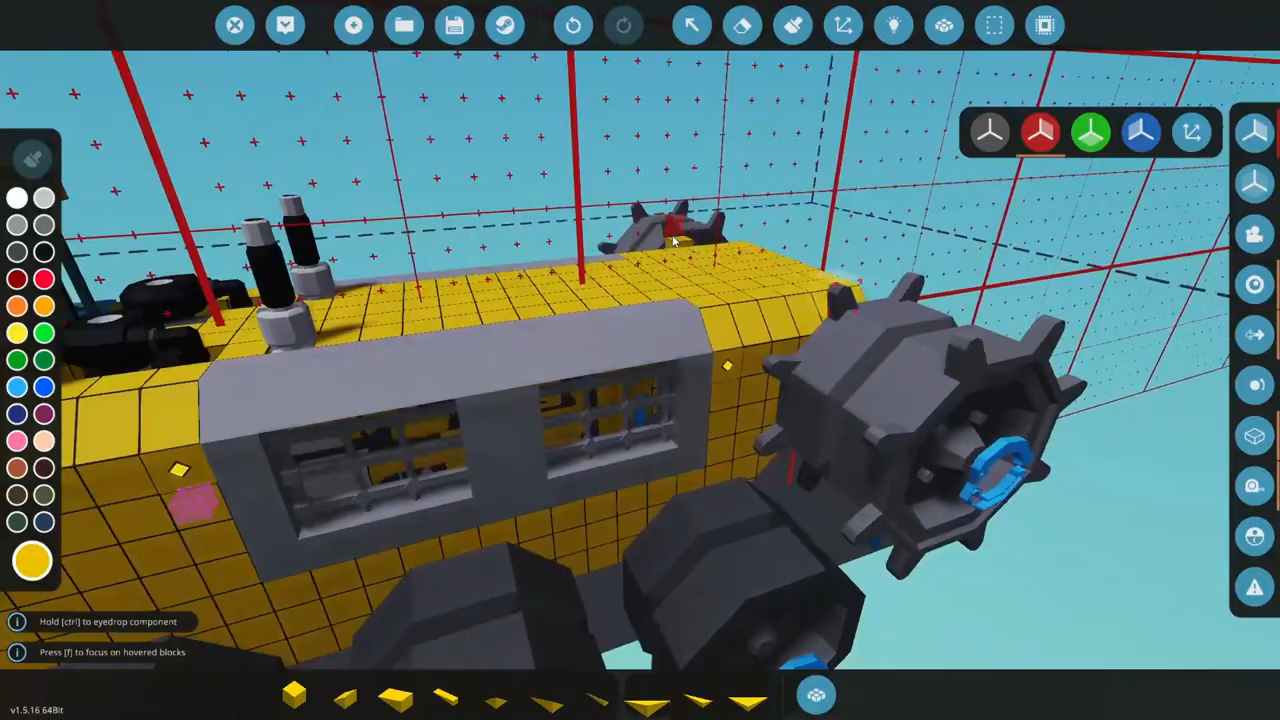 Hold [ctrl] to eyedrop component
Press [f] to focus on hovered blocks
v1.5.16 64Bit